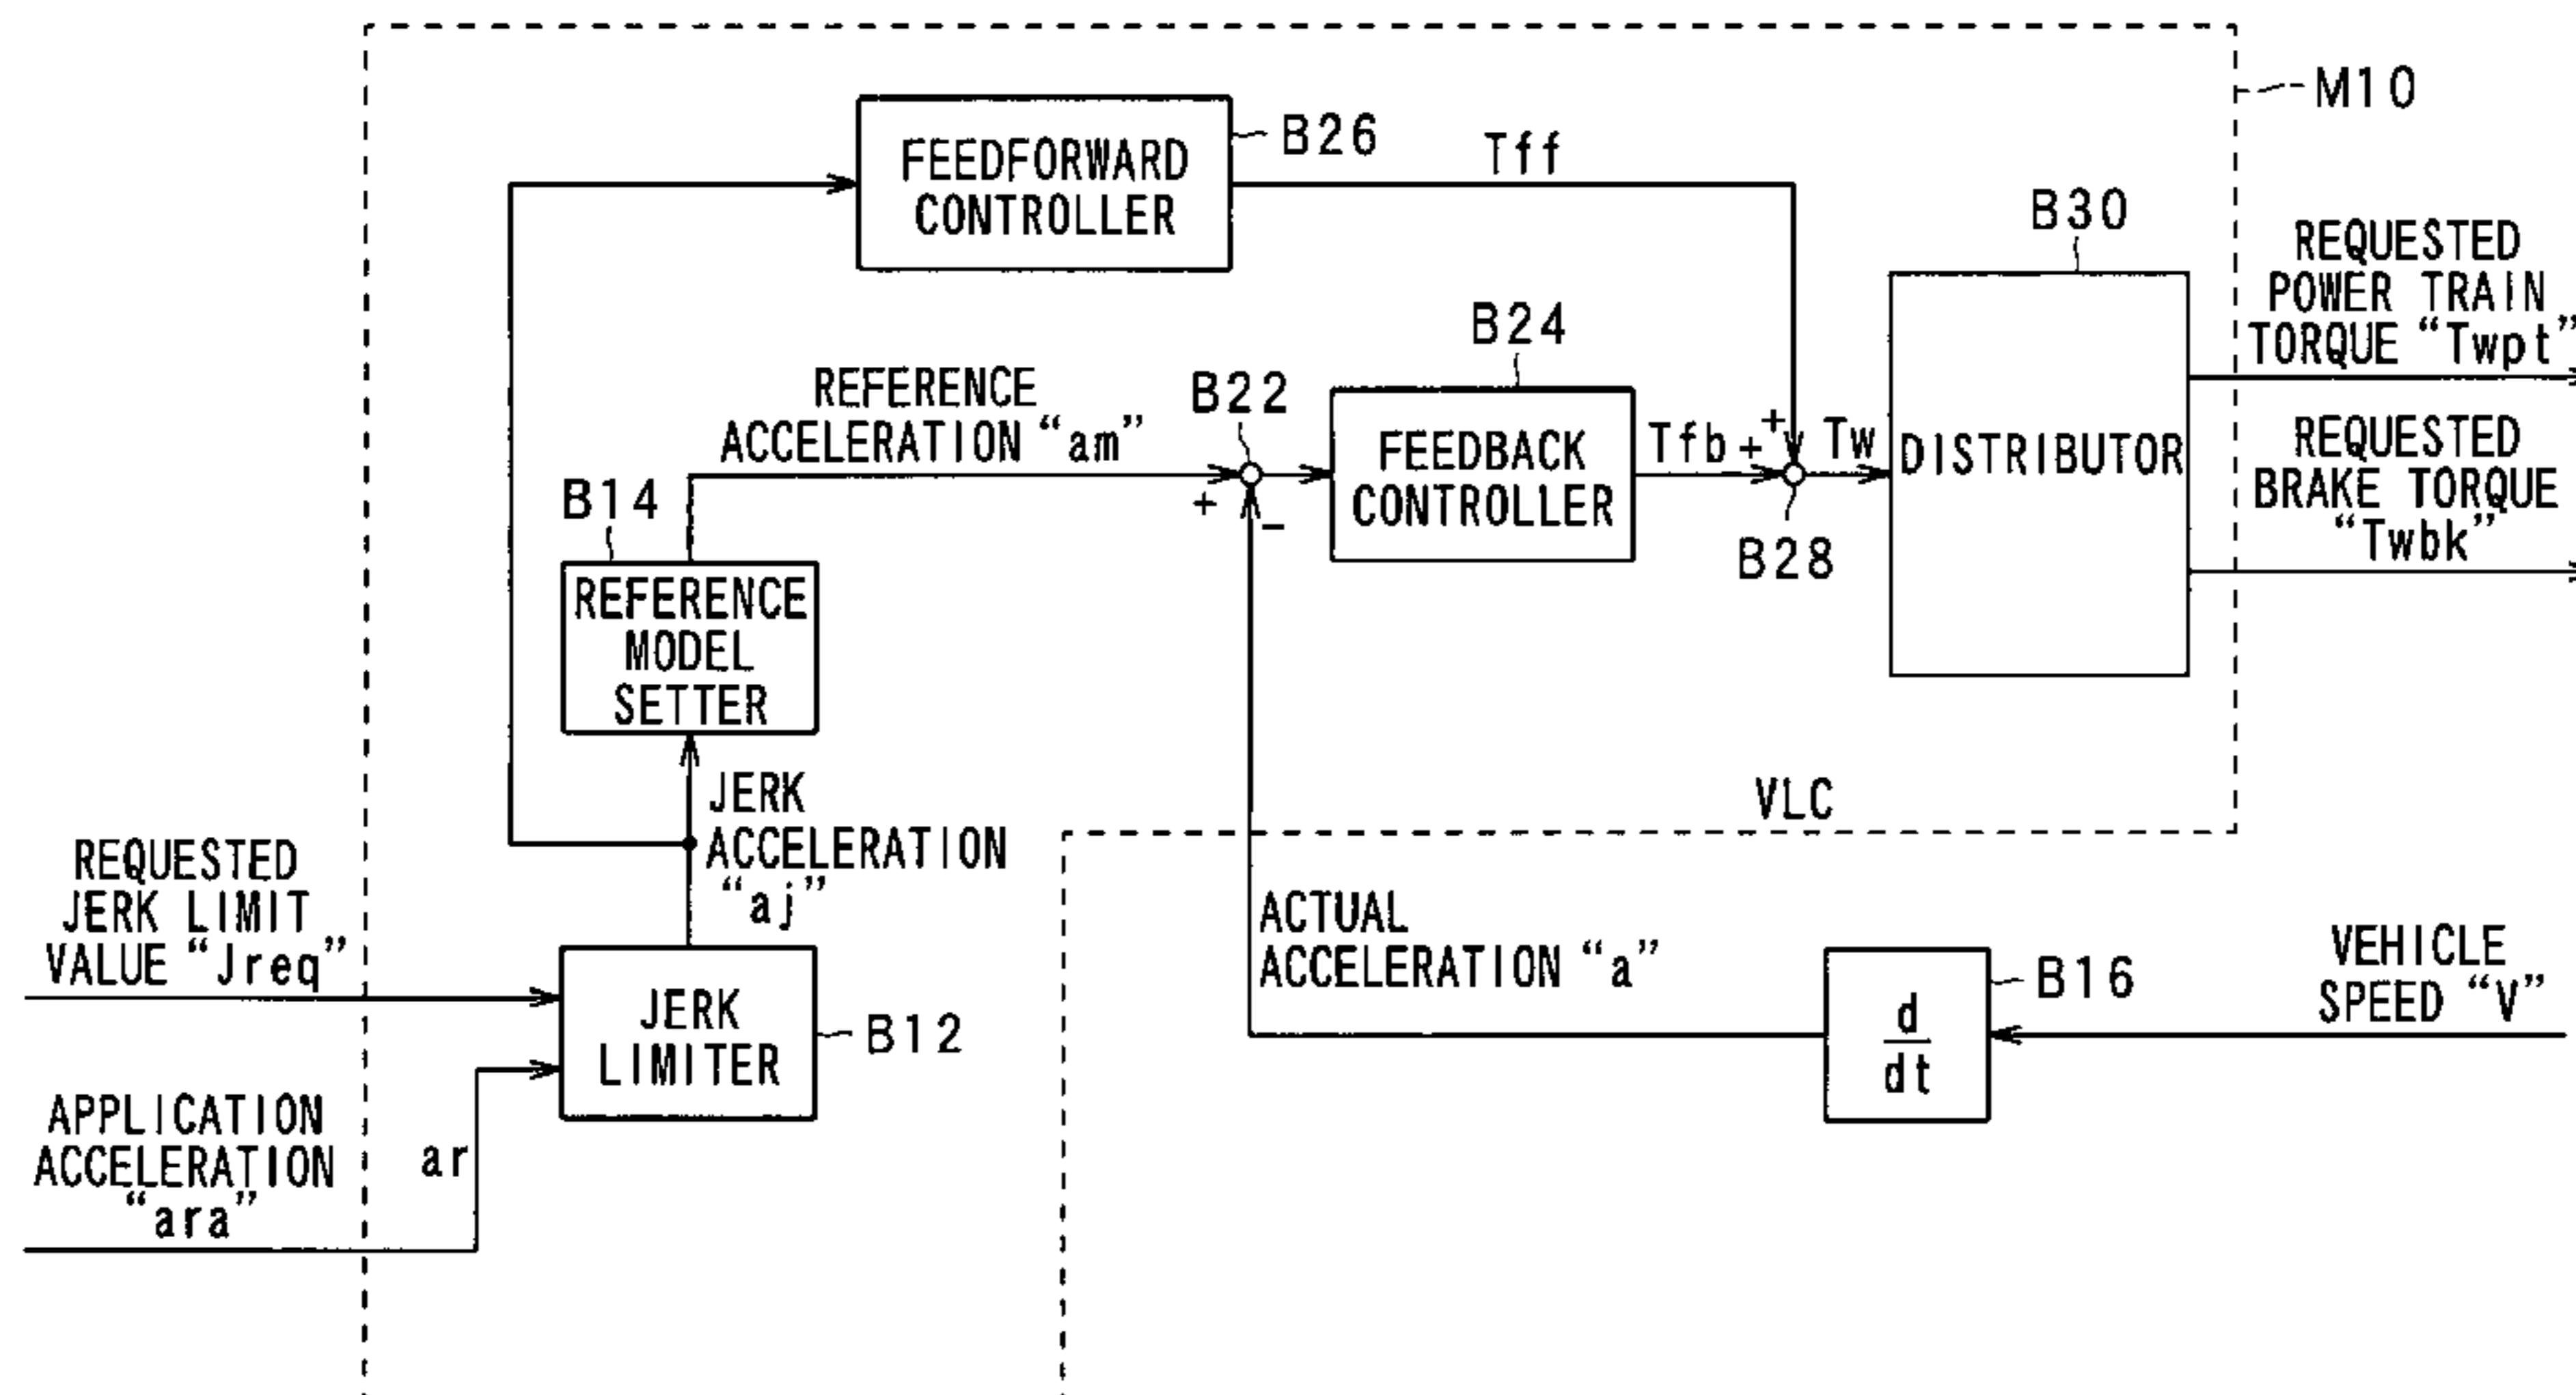 M10
B26
FEEDFORWARD
CONTROLLER
Tff
B30
REQUESTED
POWER TRAIN
TORQUE “Twpt”
B24
REFERENCE
ACCELERATION “am”
B22
FEEDBACK
CONTROLLER
Tfb
+
+
Tw
DISTRIBUTOR
REQUESTED
BRAKE TORQUE
“Twbk”
+
-
B28
B14
REFERENCE
MODEL
SETTER
JERK
ACCELERATION
“aj”
VLC
REQUESTED
JERK LIMIT
VALUE “Jreq”
JERK
LIMITER
B12
ACTUAL
ACCELERATION “a”
d
dt
B16
VEHICLE
SPEED “V”
APPLICATION
ACCELERATION
“ara”
ar